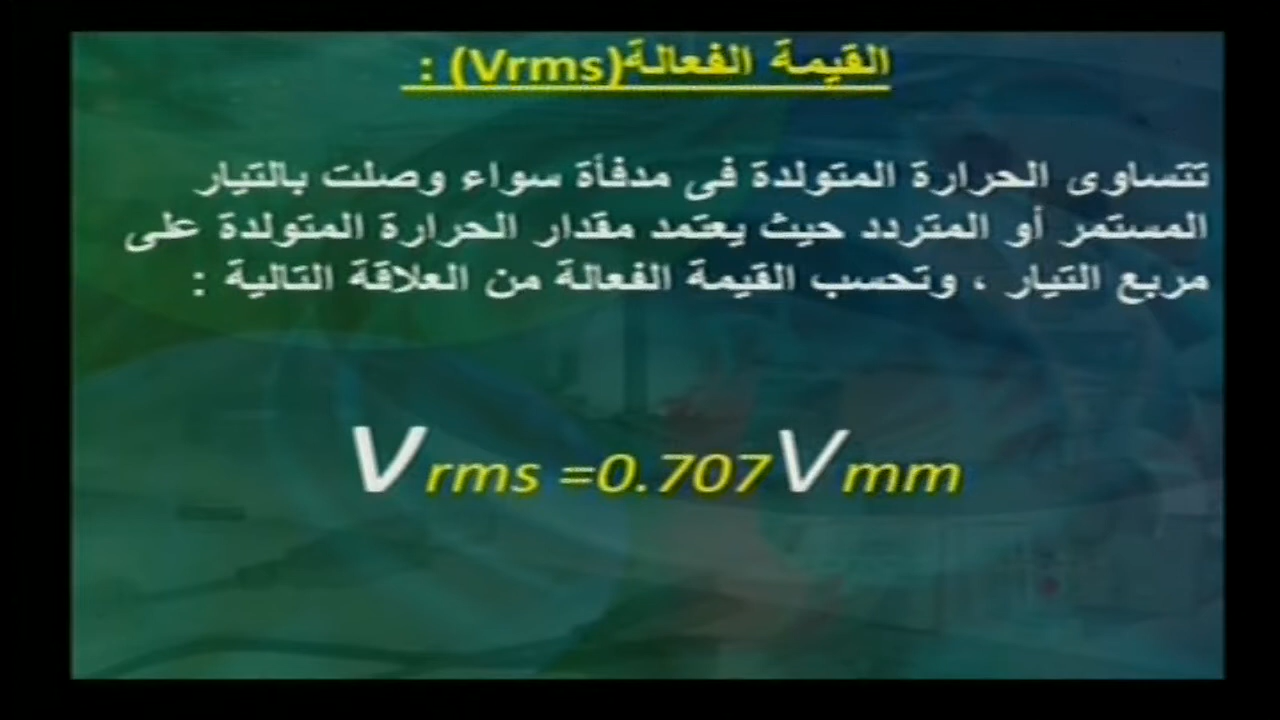 القيمة الفعالة(Vrms) :
تتساوى الحرارة المتولدة فى مدفأة سواء وصلت بالتيار
المستمر أو المتردد حيث يعتمد مقدار الحرارة المتولدة على
مربع التيار ، وتحسب القيمة الفعالة من العلاقة التالية :
Vrms =0.707Vmm